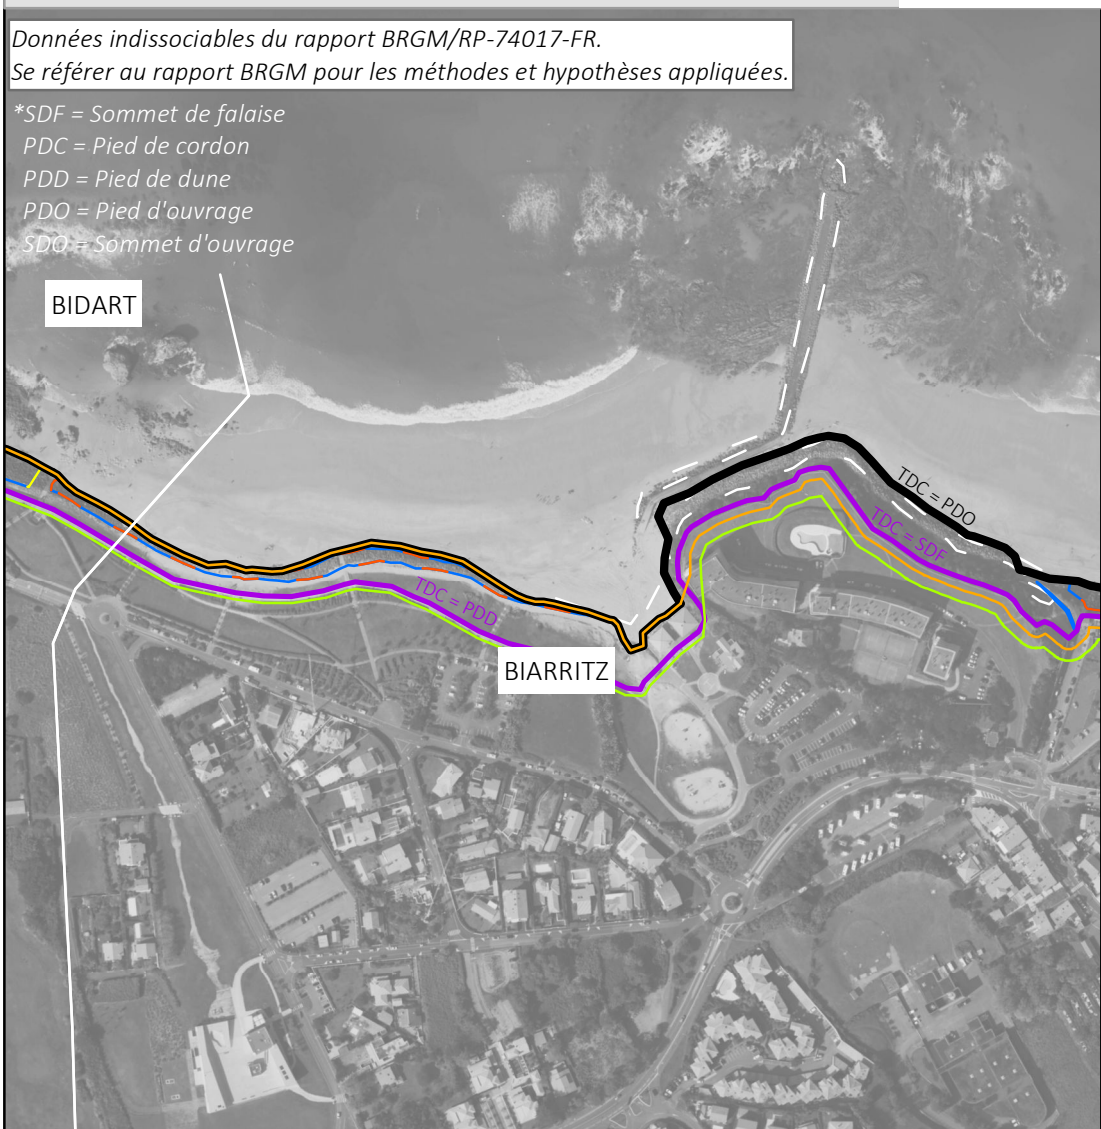 Données indissociables du rapport BRGM/RP-74017-FR.
Se référer au rapport BRGM pour les méthodes et hypothèses appliquées.
*SDF = Sommet de falaise
PDC = Pied de cordon
PDD = Pied de dune
PDO = Pied d'ouvrage
SDO = Sommet d'ouvrage
BIDART
TDC = PDO
TDC = SDF
TDC = PDD
BIARRITZ